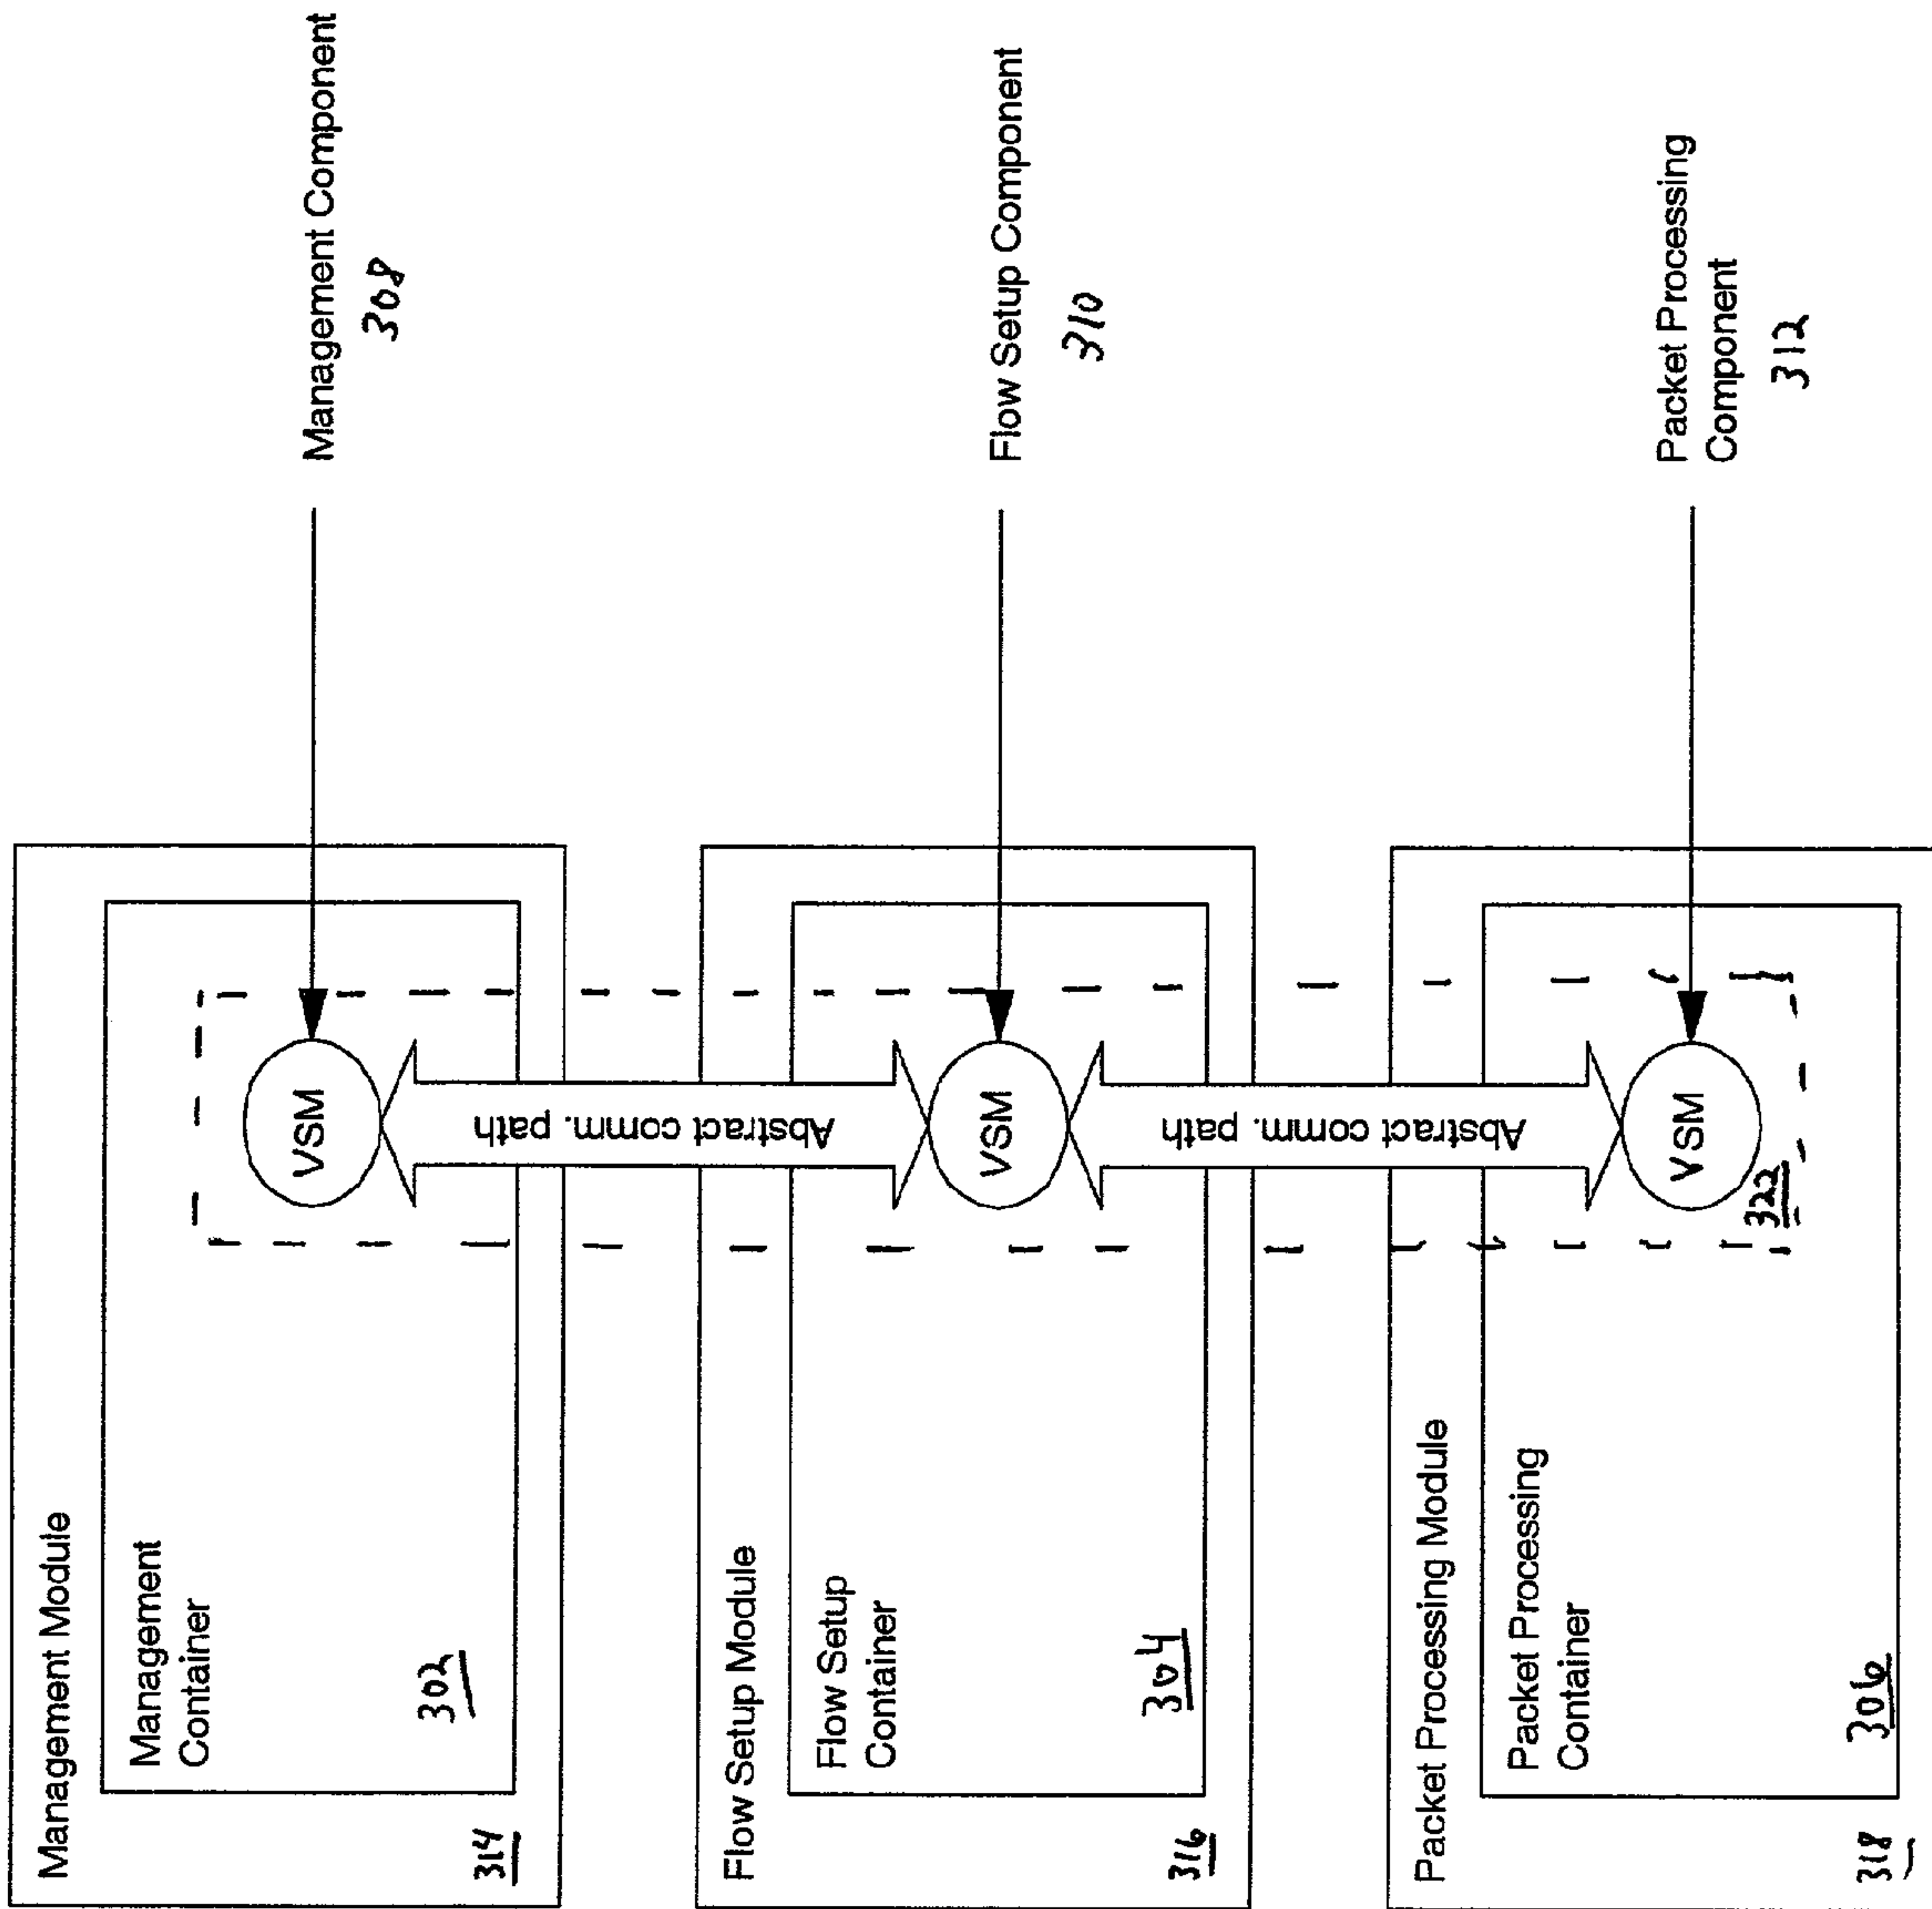 Management Module
Management
Container
302
314
VSM
Management Component
308
Abstract comm. path
Flow Setup Module
Flow Setup
Container
304
316
VSM
Flow Setup Component
310
Abstract comm. path
Packet Processing Module
Packet Processing
Container
306
318
VSM
322
Packet Processing
Component
312